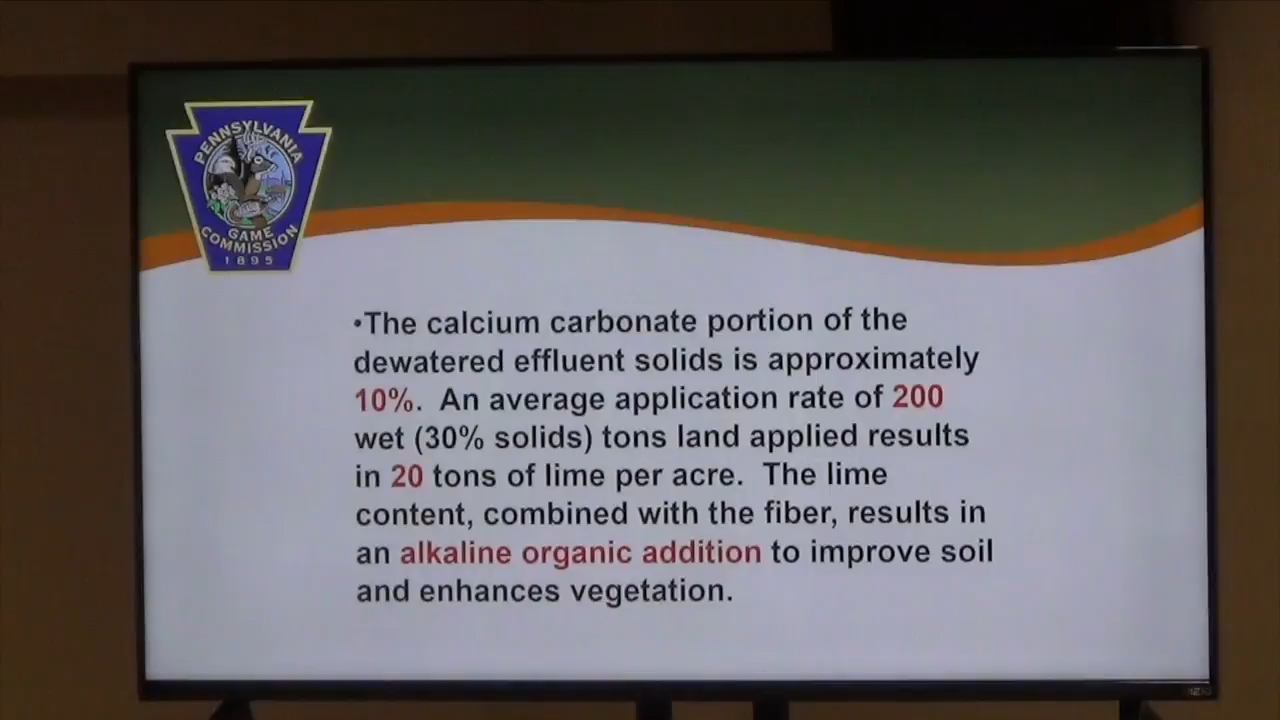 PENNSYLVANIA
GAME
COMMISSION
1895
•The calcium carbonate portion of the
dewatered effluent solids is approximately
10%. An average application rate of 200
wet (30% solids) tons land applied results
in 20 tons of lime per acre. The lime
content, combined with the fiber, results in
an alkaline organic addition to improve soil
and enhances vegetation.